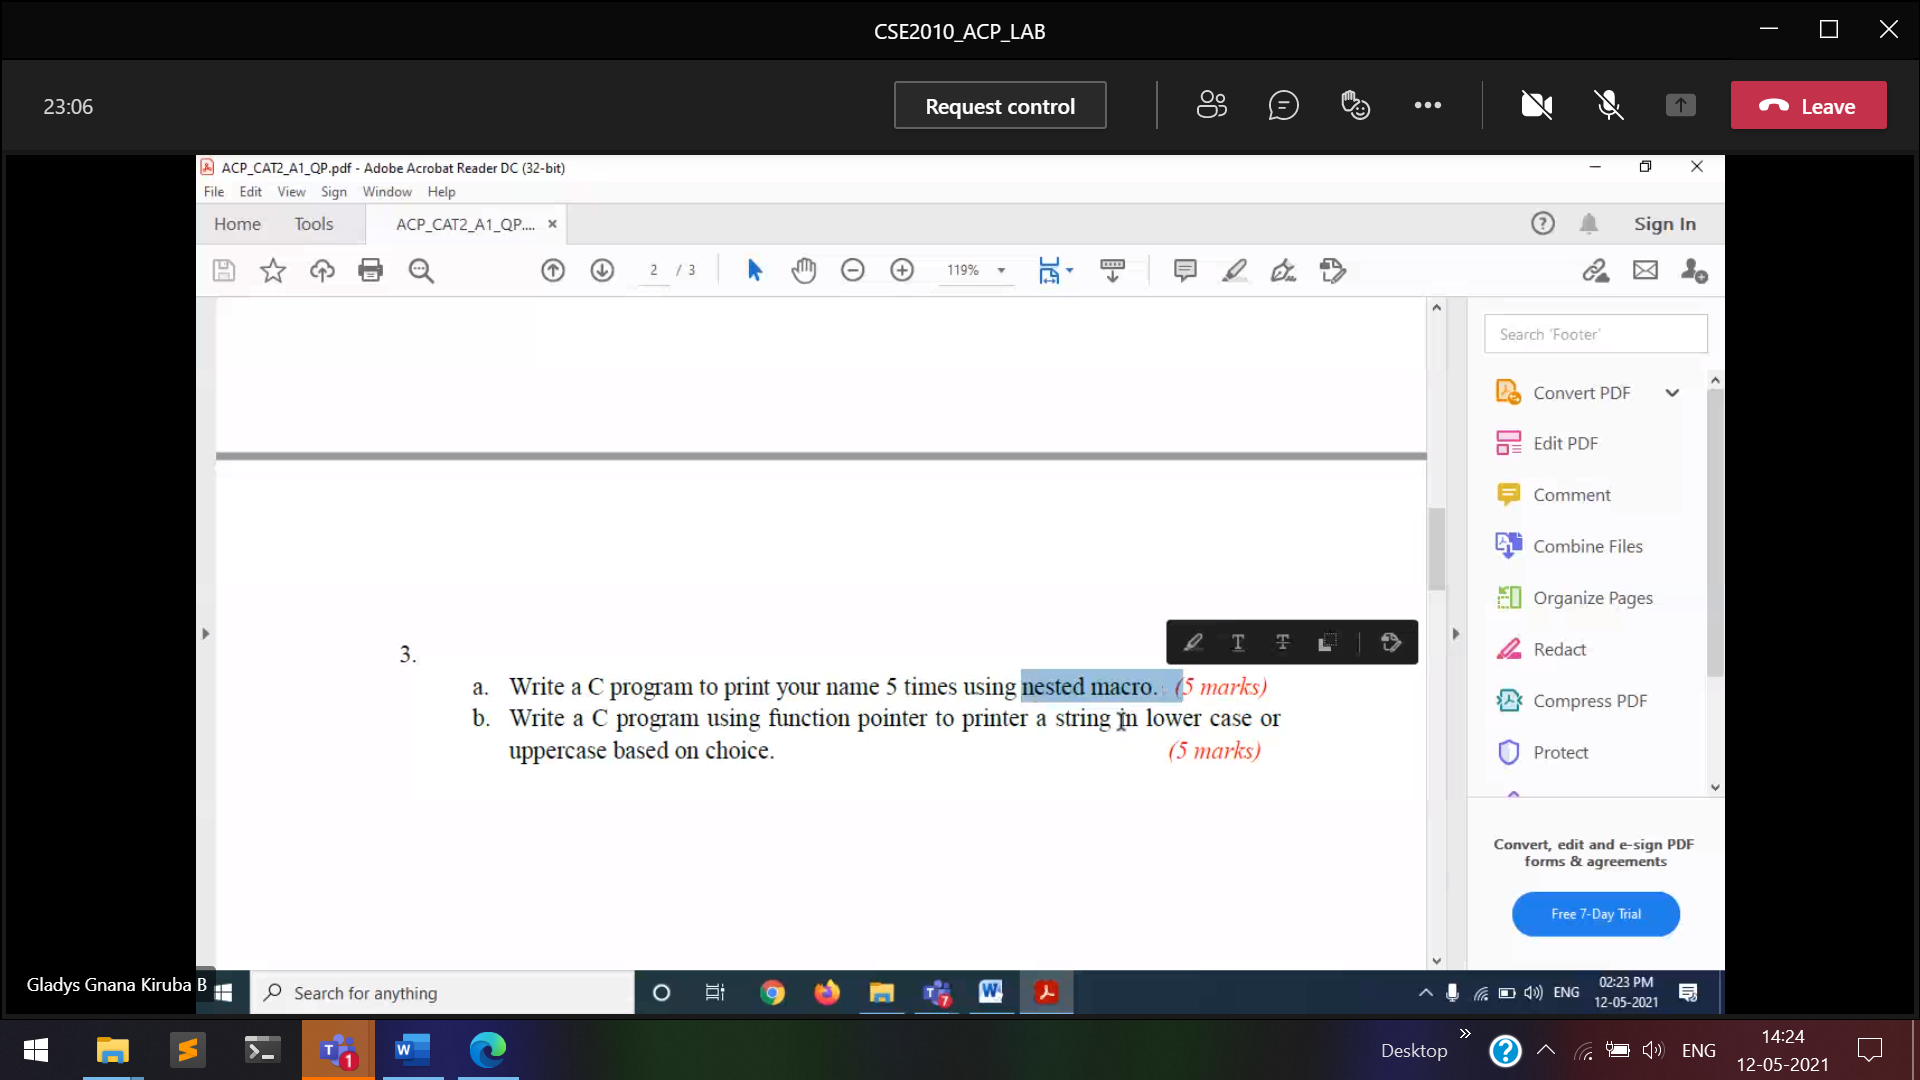 CSE2010_ACP_LAB
23:06
Request control
Leave
ACP_CAT2_A1_QP.pdf - Adobe Acrobat Reader DC (32-bit)
File Edit View Sign Window Help
Home Tools ACP_CAT2_A1_QP.... ×
Sign In
2 / 3
119%
Search 'Footer'
Convert PDF
Edit PDF
Comment
Combine Files
Organize Pages
Redact
Compress PDF
Protect
Convert, edit and e-sign PDF
forms & agreements
Free 7-Day Trial
3.
a. Write a C program to print your name 5 times using nested macro. (5 marks)
b. Write a C program using function pointer to printer a string in lower case or
uppercase based on choice. (5 marks)
Gladys Gnana Kiruba B
Search for anything
7
ENG
02:23 PM
12-05-2021
1
Desktop
ENG
14:24
12-05-2021